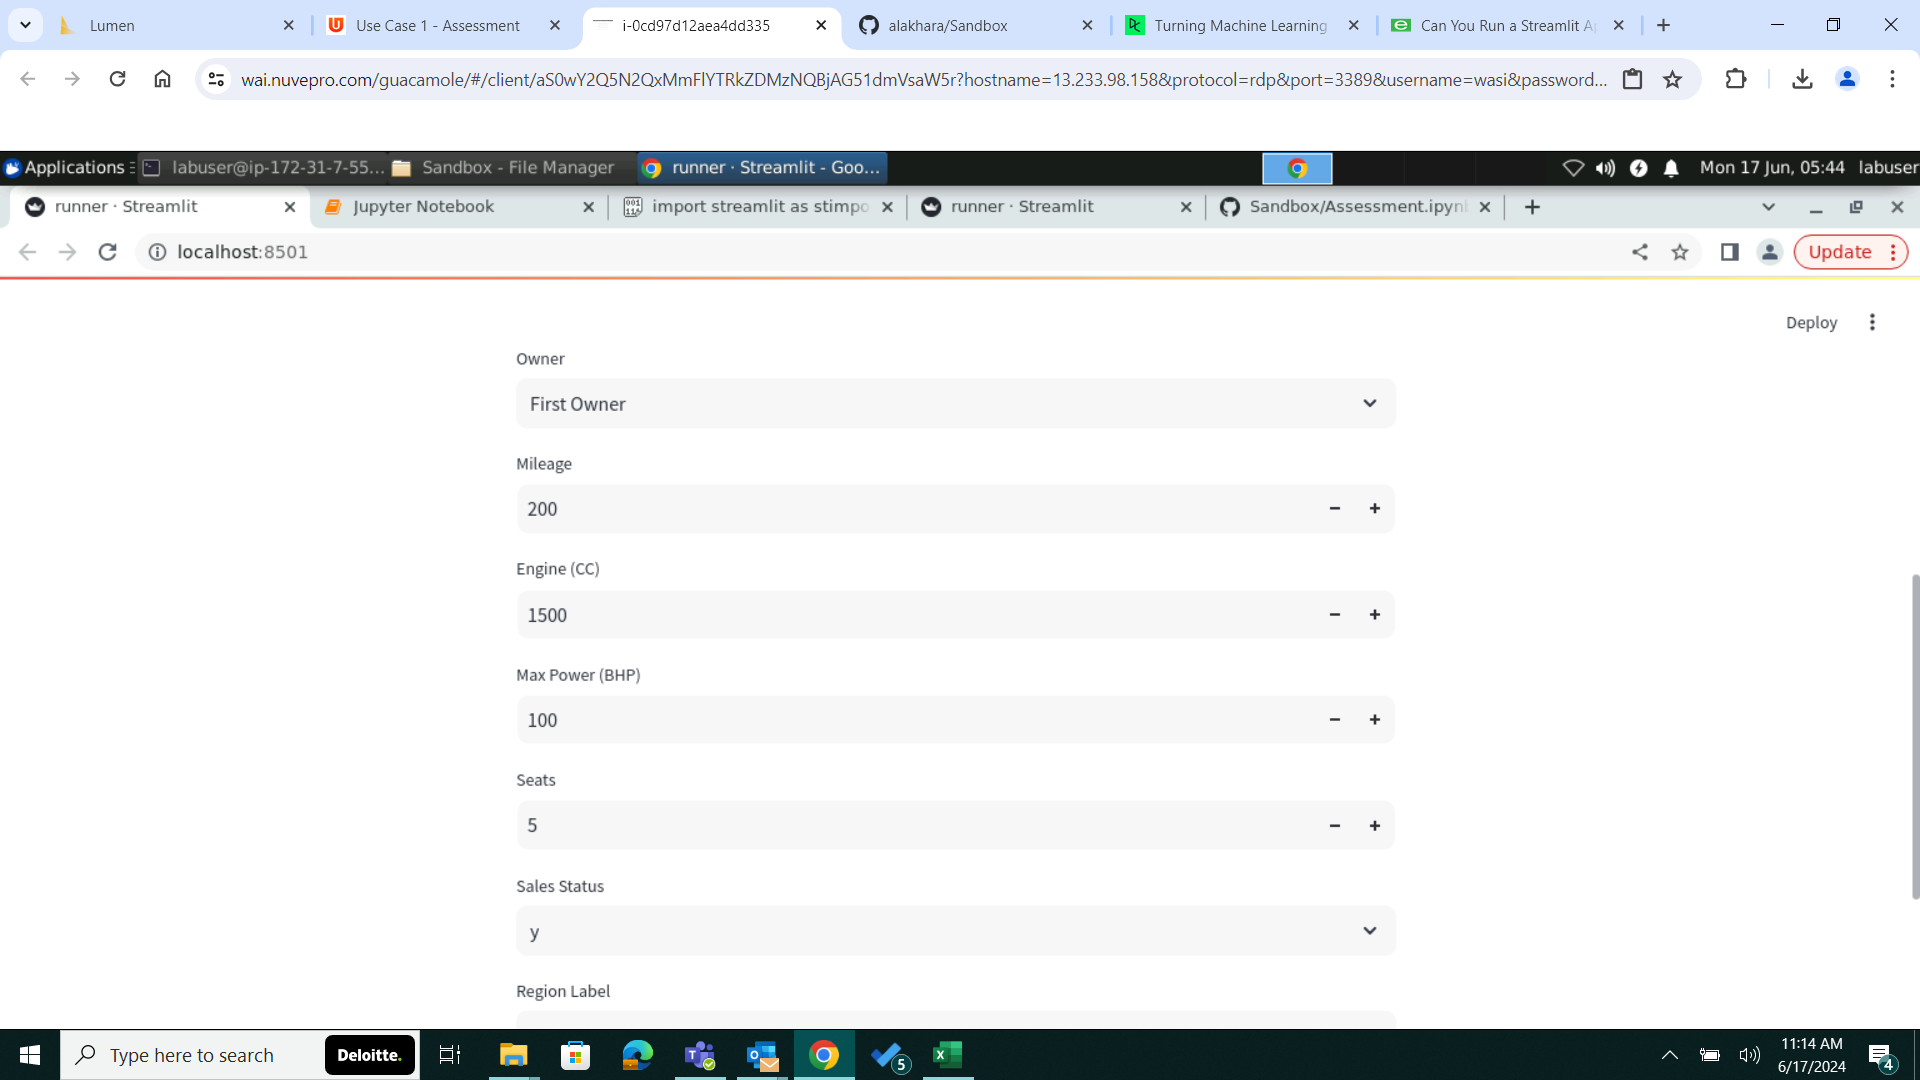 Lumen
Use Case 1 - Assessment
i-0cd97d12aea4dd335
alakhara/Sandbox
Turning Machine Learning
Can You Run a Streamlit A
wai.nuvepro.com/guacamole/#/client/aS0wY2Q5N2QxMmFlYTRkZDMzNQBjAG51dmVsaW5r?hostname=13.233.98.158&protocol=rdp&port=3389&username=wasi&password...
Applications
labuser@ip-172-31-7-55...
Sandbox - File Manager
runner · Streamlit - Goo...
Mon 17 Jun, 05:44
labuser
runner · Streamlit
Jupyter Notebook
import streamlit as stimpo
runner · Streamlit
Sandbox/Assessment.ipyn
localhost:8501
Update
Deploy
Owner
First Owner
Mileage
200
Engine (CC)
1500
Max Power (BHP)
100
Seats
5
Sales Status
y
Region Label
Type here to search
Deloitte.
5
11:14 AM
6/17/2024
4